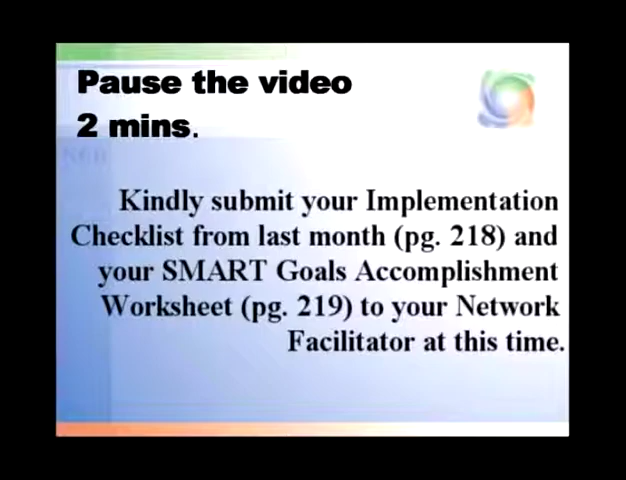 Pause the video
2 mins.
Kindly submit your Implementation
Checklist from last month (pg. 218) and
your SMART Goals Accomplishment
Worksheet (pg. 219) to your Network
Facilitator at this time.